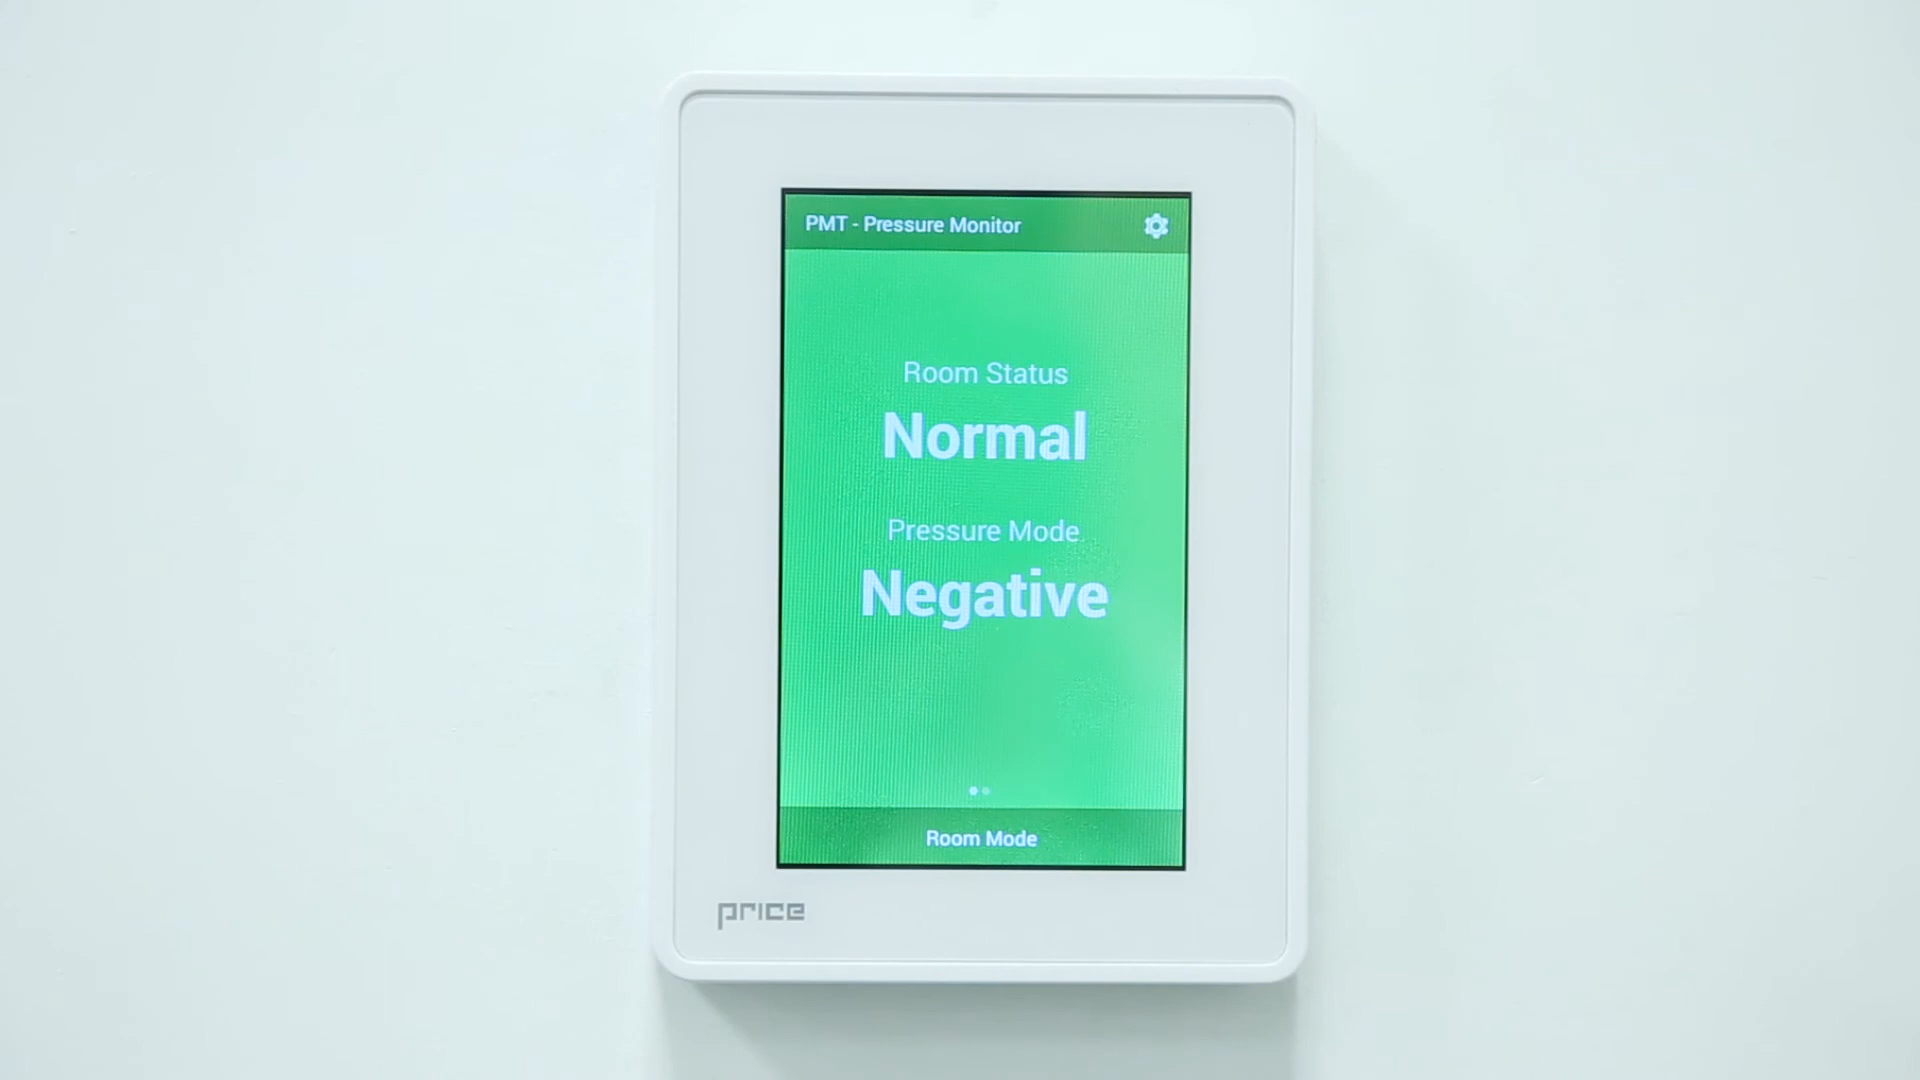 PMT - Pressure Monitor
Room Status
Normal
Pressure Mode
Negative
Room Mode
price